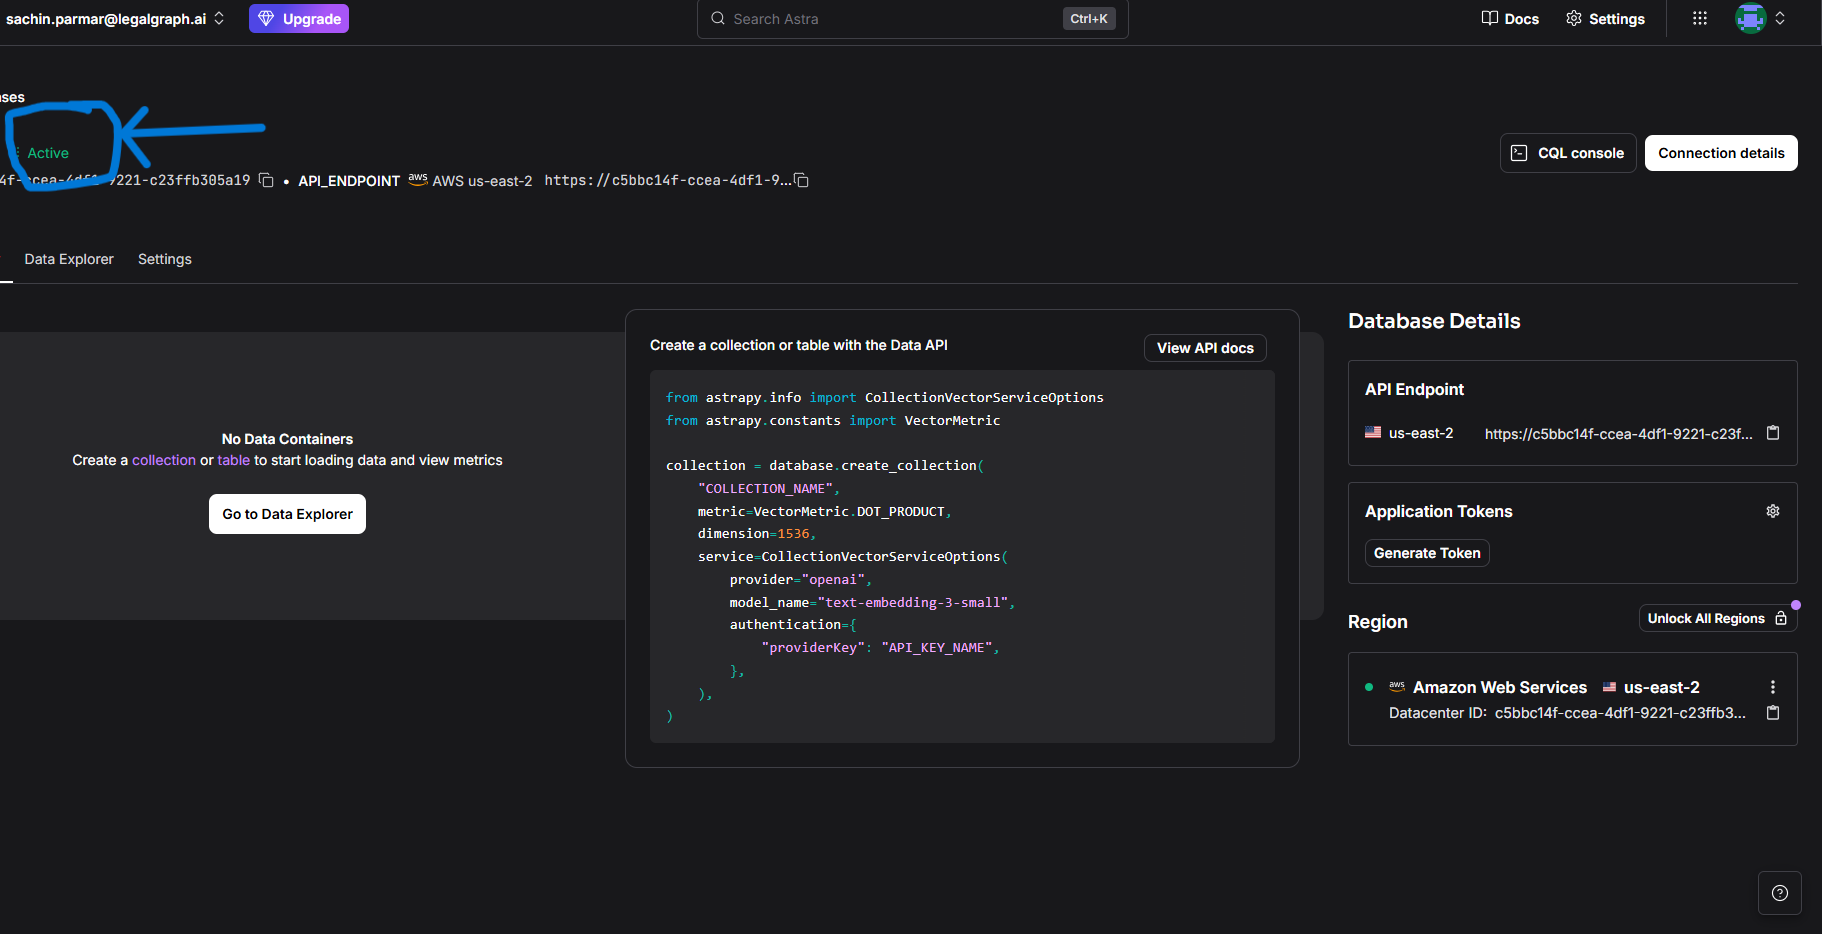 sachin.parmar@legalgraph.ai Upgrade Search Astra Ctrl+K Docs Settings
ses
Active
CQL console Connection details
4f-ccea-4df1-9221-c23ffb305a19 • API_ENDPOINT aws AWS us-east-2 https://c5bbc14f-ccea-4df1-9...
Data Explorer Settings
No Data Containers
Create a collection or table to start loading data and view metrics
Go to Data Explorer
Create a collection or table with the Data API View API docs
from astrapy.info import CollectionVectorServiceOptions
from astrapy.constants import VectorMetric
collection = database.create_collection(
"COLLECTION_NAME",
metric=VectorMetric.DOT_PRODUCT,
dimension=1536,
service=CollectionVectorServiceOptions(
provider="openai",
model_name="text-embedding-3-small",
authentication={
"providerKey": "API_KEY_NAME",
},
),
)
Database Details
API Endpoint
us-east-2 https://c5bbc14f-ccea-4df1-9221-c23f...
Application Tokens
Generate Token
Region Unlock All Regions
aws Amazon Web Services us-east-2
Datacenter ID: c5bbc14f-ccea-4df1-9221-c23ffb3...